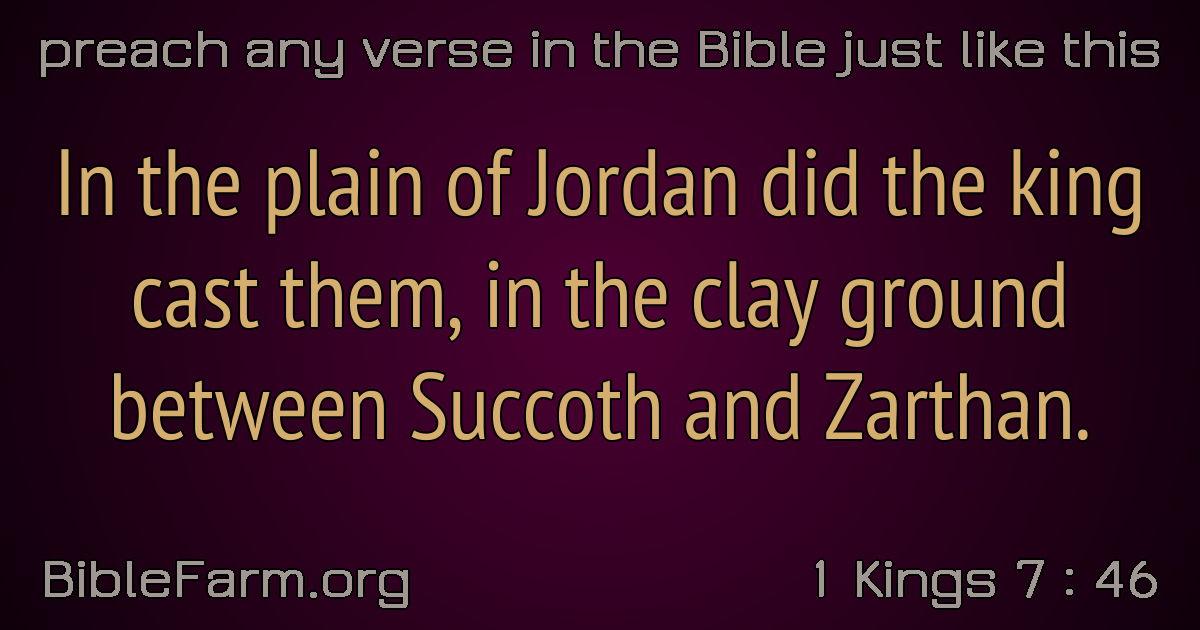 preach any verse in the Bible just like this
In the plain of Jordan did the king
cast them, in the clay ground
between Succoth and Zarthan.
BibleFarm.org
1 Kings 7 : 46